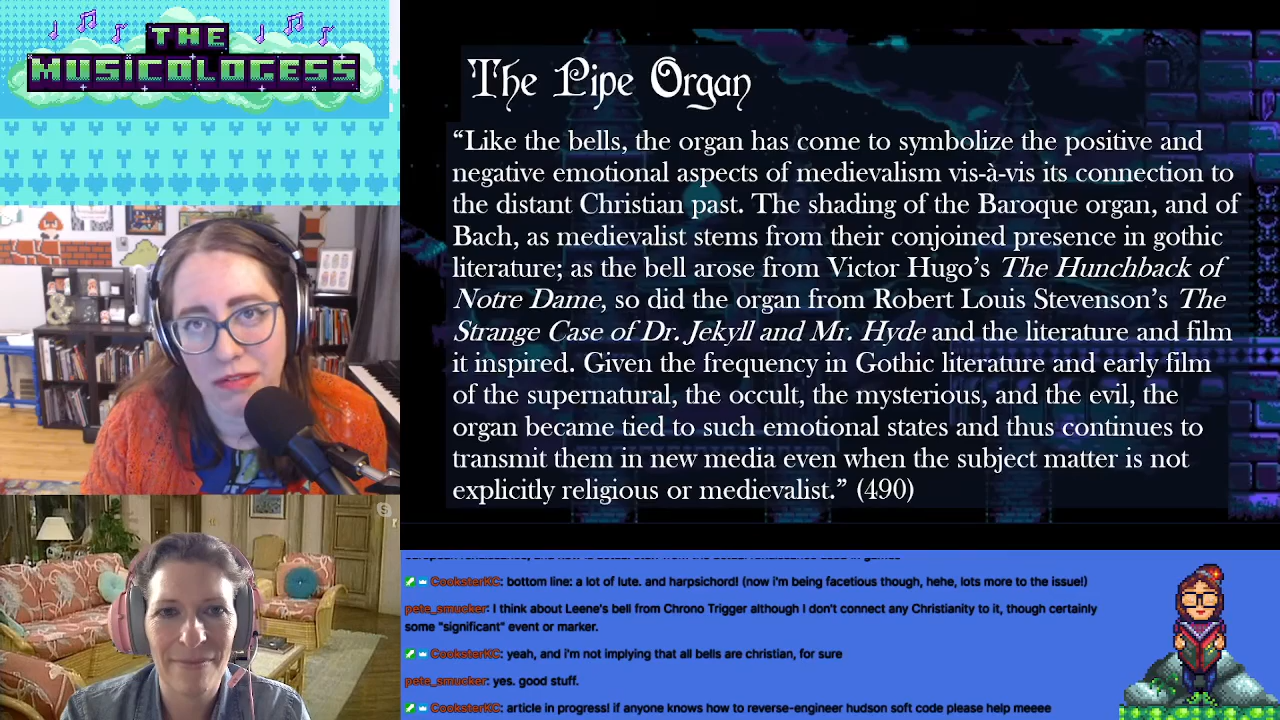 THE
MUSICOLOGESS
The Pipe Organ
“Like the bells, the organ has come to symbolize the positive and
negative emotional aspects of medievalism vis-à-vis its connection to
the distant Christian past. The shading of the Baroque organ, and of
Bach, as medievalist stems from their conjoined presence in gothic
literature; as the bell arose from Victor Hugo’s The Hunchback of
Notre Dame, so did the organ from Robert Louis Stevenson’s The
Strange Case of Dr. Jekyll and Mr. Hyde and the literature and film
it inspired. Given the frequency in Gothic literature and early film
of the supernatural, the occult, the mysterious, and the evil, the
organ became tied to such emotional states and thus continues to
transmit them in new media even when the subject matter is not
explicitly religious or medievalist.” (490)
CooksterKC: bottom line: a lot of lute. and harpsichord! (now i'm being facetious though, hehe, lots more to the issue!)
pete_smucker: I think about Leene's bell from Chrono Trigger although I don't connect any Christianity to it, though certainly
some "significant" event or marker.
CooksterKC: yeah, and i'm not implying that all bells are christian, for sure
pete_smucker: yes. good stuff.
CooksterKC: article in progress! if anyone knows how to reverse-engineer hudson soft code please help meeee